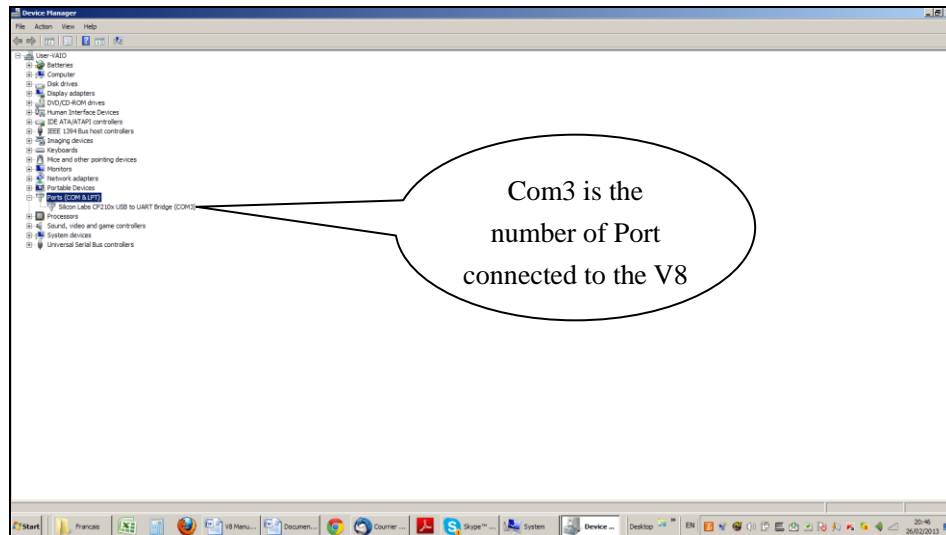 Device Manager
File Action View Help
User-VAIO
Batteries
Computer
Disk drives
Display adapters
DVD/CD-ROM drives
Human Interface Devices
IDE ATA/ATAPI controllers
IEEE 1394 Bus host controllers
Imaging devices
Keyboards
Mice and other pointing devices
Monitors
Network adapters
Portable Devices
Ports (COM & LPT)
Silicon Labs CP210x USB to UART Bridge (COM3)
Processors
Sound, video and game controllers
System devices
Universal Serial Bus controllers
Com3 is the
number of Port
connected to the V8
Start Francais V8 Manu... Documen... Courrier ... Skype™ ... System Device ... Desktop EN 20:46
26/02/2013